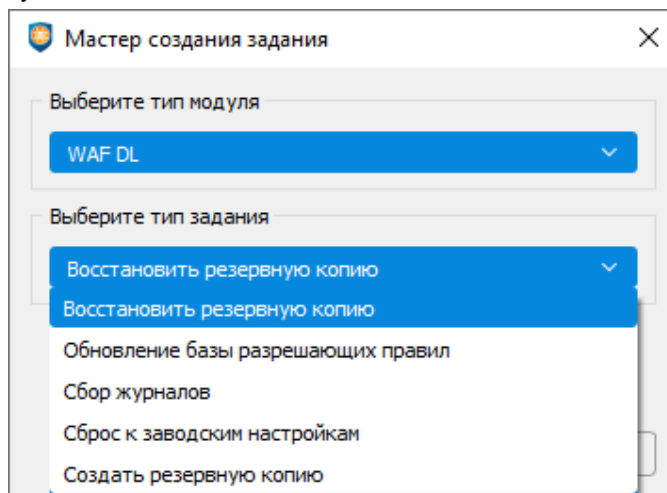 Мастер создания задания
Выберите тип модуля
WAF DL
Выберите тип задания
Восстановить резервную копию
Восстановить резервную копию
Обновление базы разрешающих правил
Сбор журналов
Сброс к заводским настройкам
Создать резервную копию